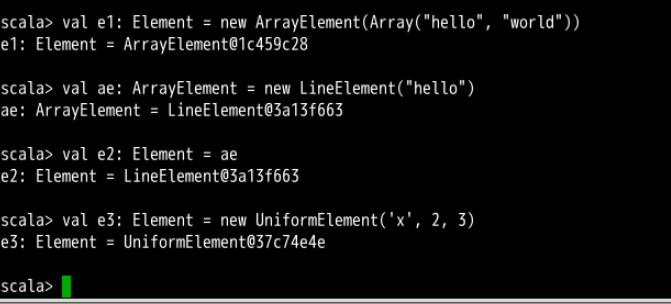 scala> val e1: Element = new ArrayElement(Array("hello", "world"))
e1: Element = ArrayElement@1c459c28
scala> val ae: ArrayElement = new LineElement("hello")
ae: ArrayElement = LineElement@3a13f663
scala> val e2: Element = ae
e2: Element = LineElement@3a13f663
scala> val e3: Element = new UniformElement('x', 2, 3)
e3: Element = UniformElement@37c74e4e
scala>